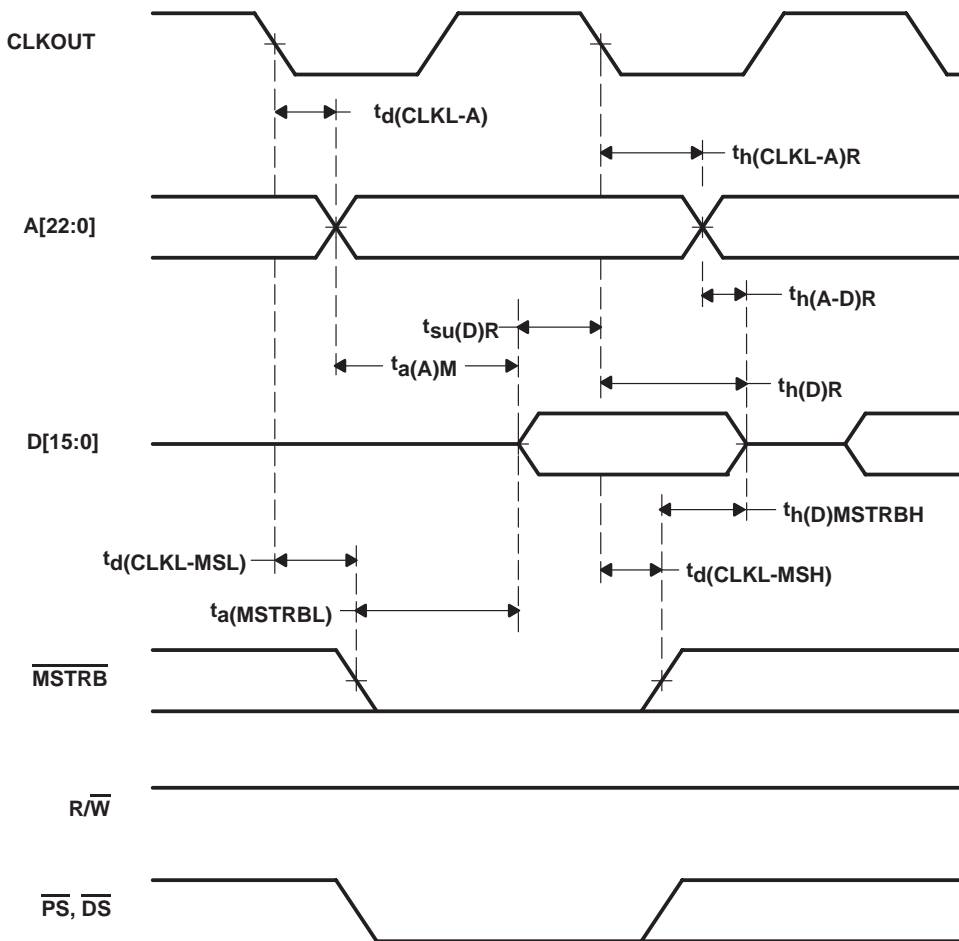 CLKOUT
td(CLKL-A)
th(CLKL-A)R
A[22:0]
th(A-D)R
tsu(D)R
ta(A)M
th(D)R
D[15:0]
th(D)MSTRBH
td(CLKL-MSL)
td(CLKL-MSH)
ta(MSTRBL)
MSTRB
R/W
PS, DS